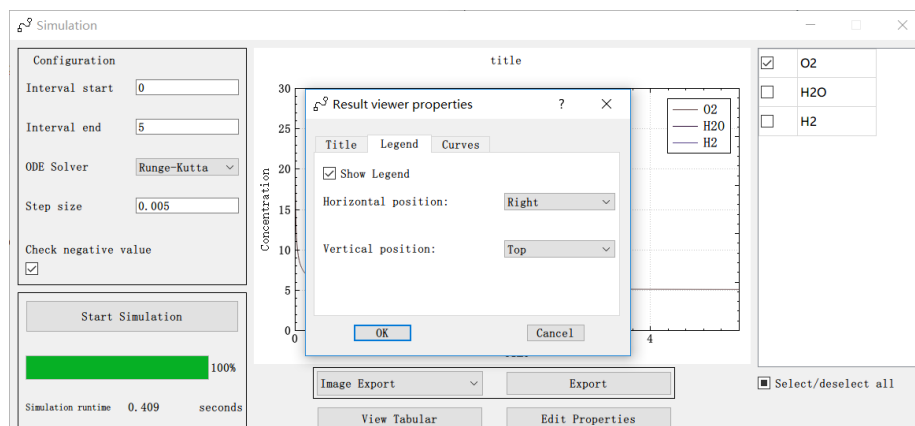 Simulation
Configuration
Interval start 0
Interval end 5
ODE Solver Runge-Kutta
Step size 0.005
Check negative value
Start Simulation
100%
Simulation runtime 0.409 seconds
title
Concentration
30
25
20
15
10
5
0
0
4
O2
H2O
H2
Result viewer properties ?
Title Legend Curves
Show Legend
Horizontal position: Right
Vertical position: Top
OK Cancel
Image Export Export
View Tabular Edit Properties
O2
H2O
H2
Select/deselect all